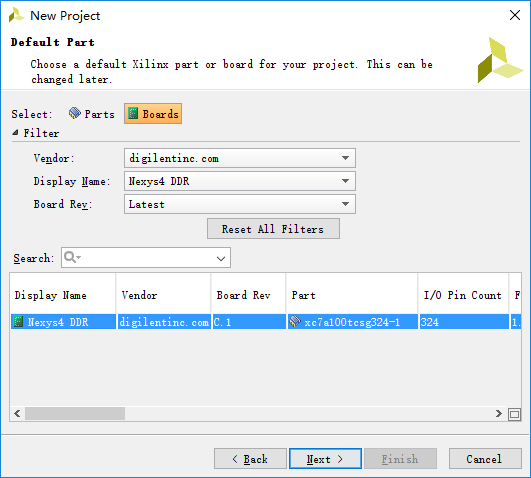 New Project
Default Part
Choose a default Xilinx part or board for your project. This can be
changed later.
Select: Parts Boards
Filter
Vendor: digilentinc.com
Display Name: Nexys4 DDR
Board Rev: Latest
Reset All Filters
Search:
Display Name Vendor Board Rev Part I/O Pin Count F
Nexys4 DDR digilentinc.com C.1 xc7a100tcsg324-1 324 1.
< Back Next > Finish Cancel